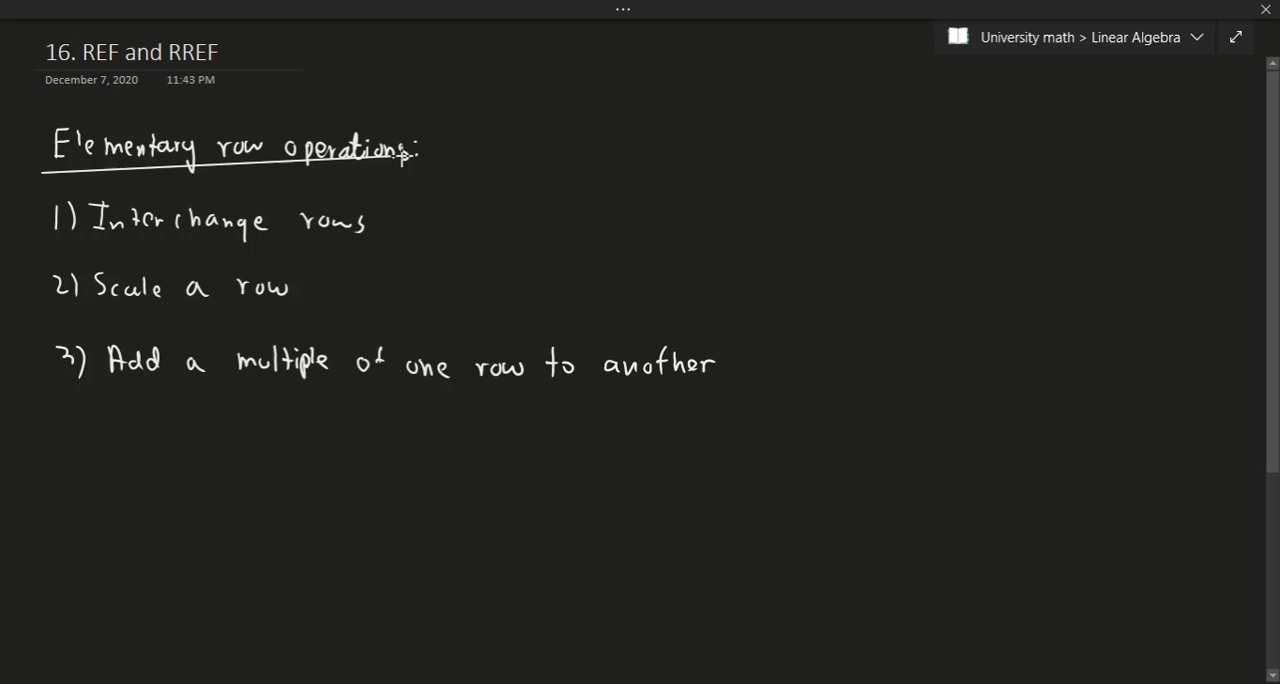 University math > Linear Algebra
16. REF and RREF
December 7, 2020 11:43 PM
Elementary row operations:
1) Interchange rows
2) Scale a row
3) Add a multiple of one row to another